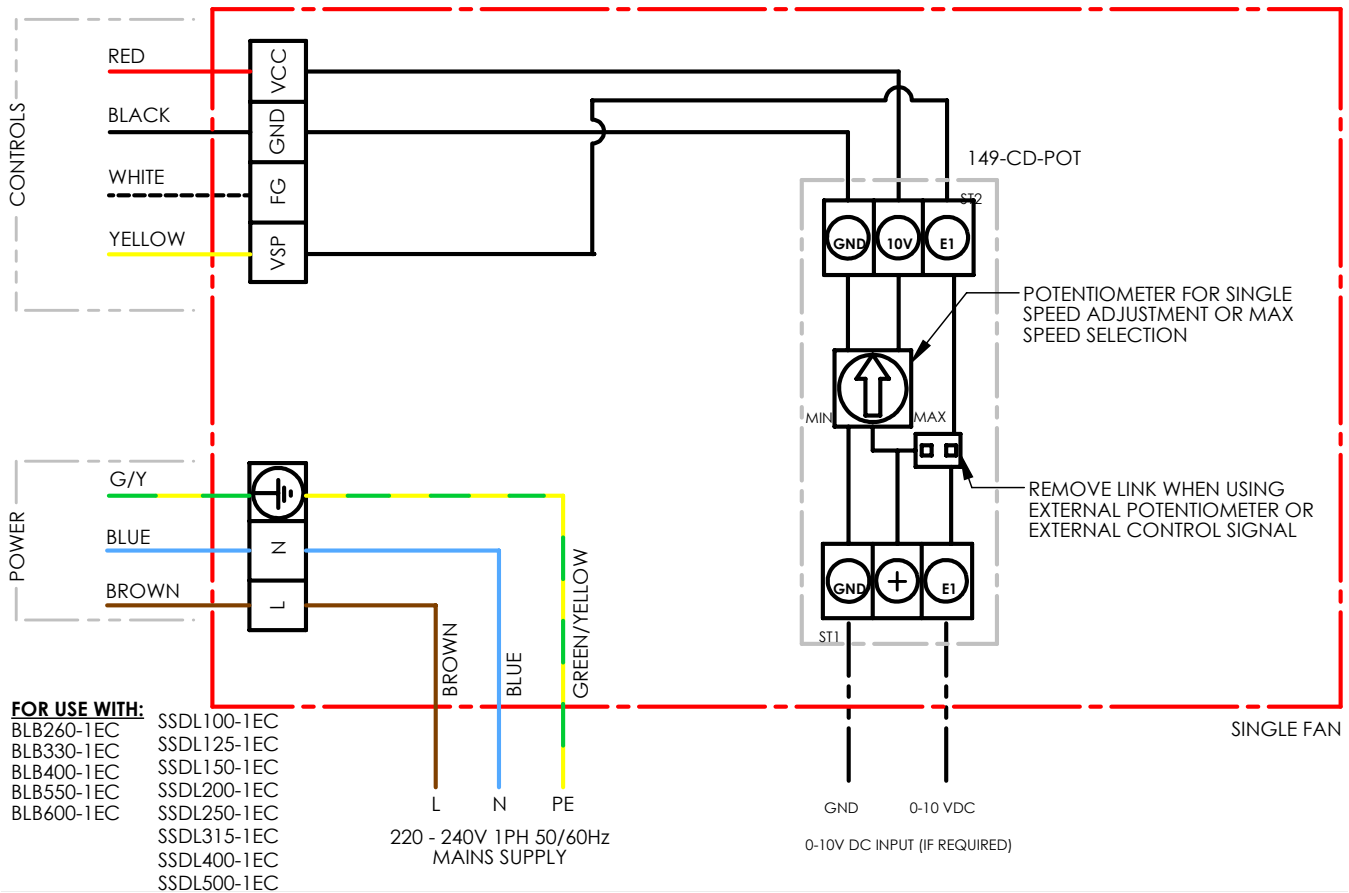 CONTROLS
RED
BLACK
WHITE
YELLOW
VCC
GND
FG
VSP
149-CD-POT
ST2
GND
10V
E1
POTENTIOMETER FOR SINGLE
SPEED ADJUSTMENT OR MAX
SPEED SELECTION
MIN
MAX
REMOVE LINK WHEN USING
EXTERNAL POTENTIOMETER OR
EXTERNAL CONTROL SIGNAL
GND
+
E1
ST1
POWER
G/Y
BLUE
BROWN
N
L
BROWN
BLUE
GREEN/YELLOW
SINGLE FAN
FOR USE WITH:
BLB260-1EC
BLB330-1EC
BLB400-1EC
BLB550-1EC
BLB600-1EC
SSDL100-1EC
SSDL125-1EC
SSDL150-1EC
SSDL200-1EC
SSDL250-1EC
SSDL315-1EC
SSDL400-1EC
SSDL500-1EC
L
N
PE
220 - 240V 1PH 50/60Hz
MAINS SUPPLY
GND
0-10 VDC
0-10V DC INPUT (IF REQUIRED)